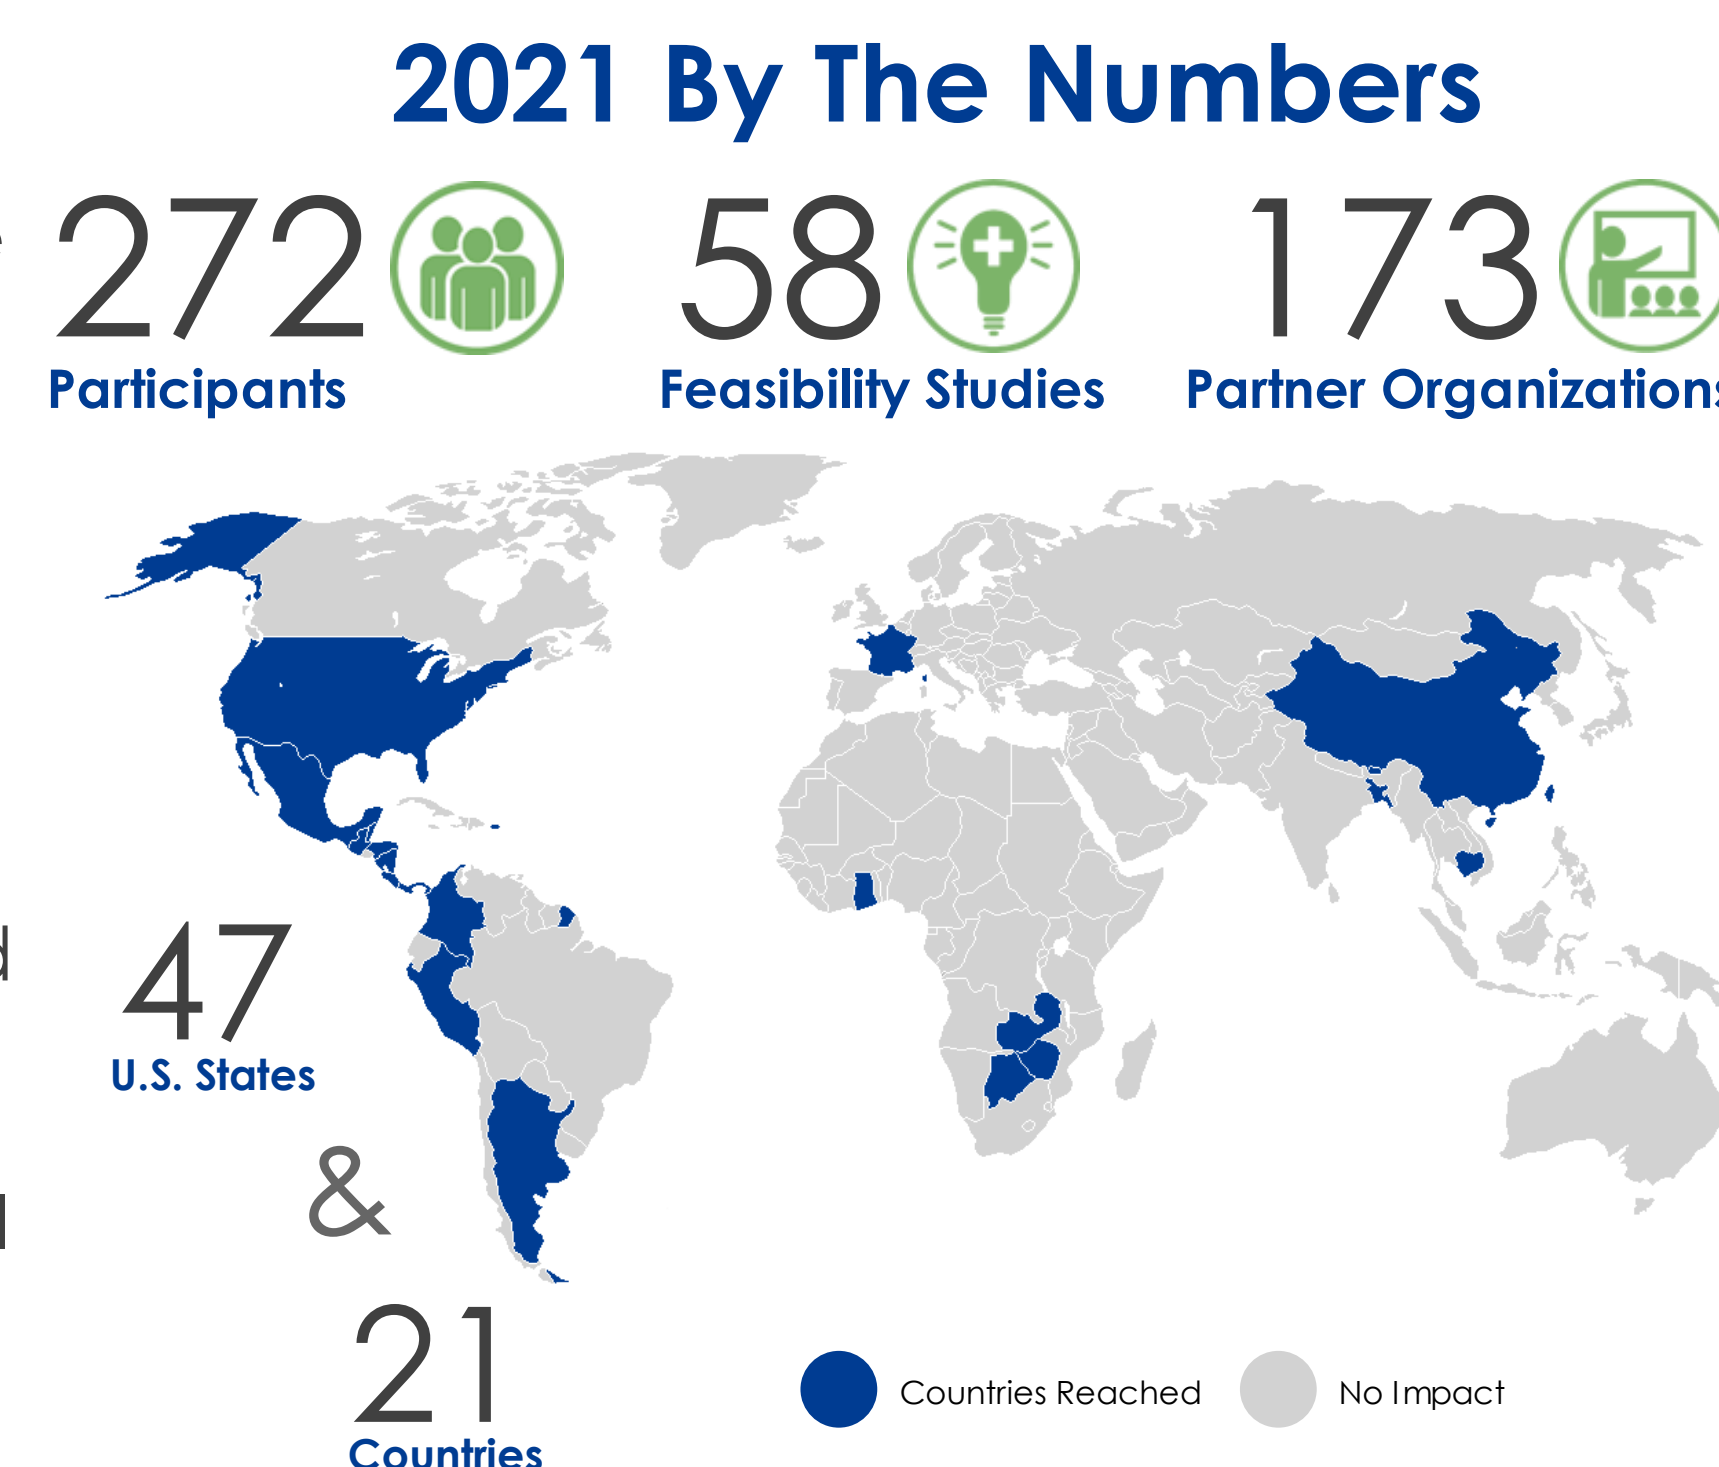 2021 By The Numbers
272
58
173
Participants
Feasibility Studies
Partner Organizations
47
U.S. States
&
21
Countries
Countries Reached
No Impact